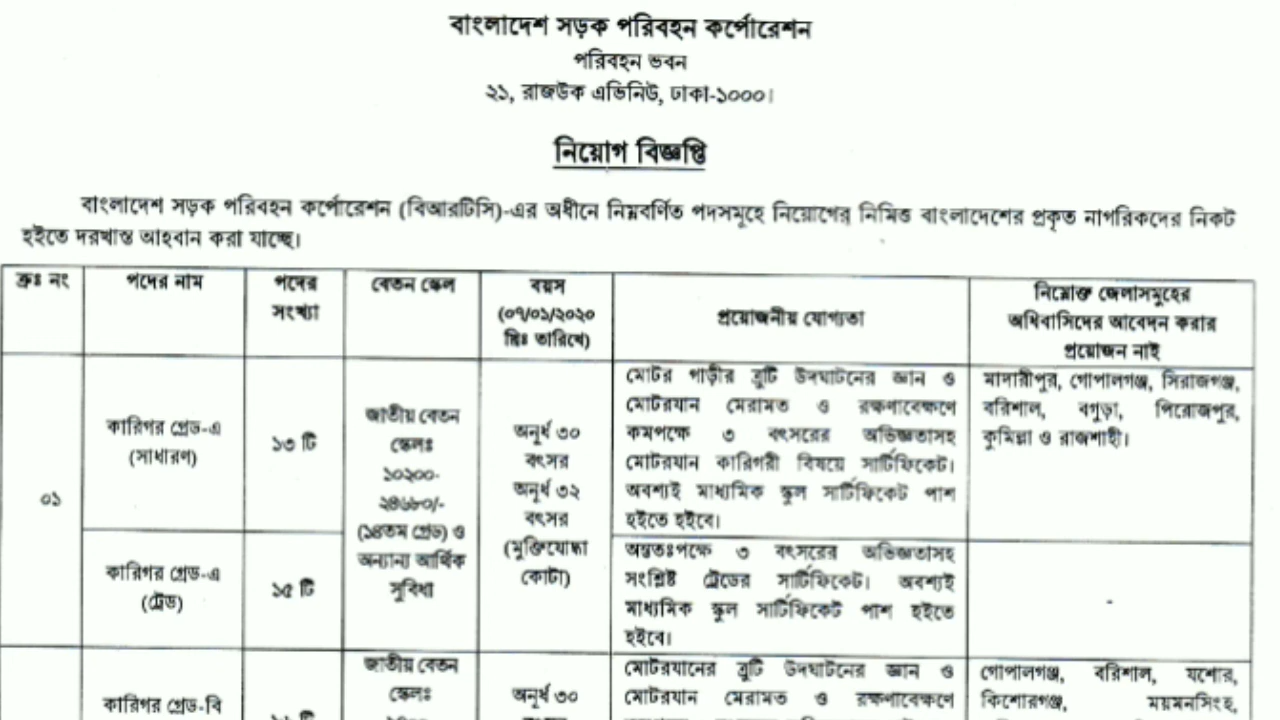 বাংলাদেশ সড়ক পরিবহন কর্পোরেশন
পরিবহন ভবন
২১, রাজউক এভিনিউ, ঢাকা-১০০০।
নিয়োগ বিজ্ঞপ্তি
বাংলাদেশ সড়ক পরিবহন কর্পোরেশন (বিআরটিসি)-এর অধীনে নিম্নবর্ণিত পদসমূহে নিয়োগের নিমিত্ত বাংলাদেশের প্রকৃত নাগরিকদের নিকট
হইতে দরখাস্ত আহবান করা যাচ্ছে।
ক্রঃ নং
পদের নাম
পদের
সংখ্যা
বেতন স্কেল
বয়স
(০৭/০১/২০২০
খ্রিঃ তারিখে)
প্রয়োজনীয় যোগ্যতা
নিম্নোক্ত জেলাসমুহের
অধিবাসিদের আবেদন করার
প্রয়োজন নাই
০১
কারিগর গ্রেড-এ
(সাধারণ)
১৩ টি
জাতীয় বেতন
স্কেলঃ
১০২০০-
২৪৬৮০/-
(১৪তম গ্রেড) ও
অন্যান্য আর্থিক
সুবিধা
অনূর্ধ ৩০
বৎসর
অনূর্ধ ৩২
বৎসর
(মুক্তিযোদ্ধা
কোটা)
মোটর গাড়ীর ত্রুটি উদঘাটনের জ্ঞান ও
মোটরযান মেরামত ও রক্ষণাবেক্ষণে
কমপক্ষে ৩ বৎসরের অভিজ্ঞতাসহ
মোটরযান কারিগরী বিষয়ে সার্টিফিকেট।
অবশ্যই মাধ্যমিক স্কুল সার্টিফিকেট পাশ
হইতে হইবে।
মাদারীপুর, গোপালগঞ্জ, সিরাজগঞ্জ,
বরিশাল, বগুড়া, পিরোজপুর,
কুমিল্লা ও রাজশাহী।
কারিগর গ্রেড-এ
(ট্রেড)
১৫ টি
অন্ততঃপক্ষে ৩ বৎসরের অভিজ্ঞতাসহ
সংশ্লিষ্ট ট্রেডের সার্টিফিকেট। অবশ্যই
মাধ্যমিক স্কুল সার্টিফিকেট পাশ হইতে
হইবে।
-
কারিগর গ্রেড-বি
টি
জাতীয় বেতন
স্কেলঃ
অনূর্ধ ৩০
মোটরযানের ত্রুটি উদঘাটনের জ্ঞান ও
মোটরযান মেরামত ও রক্ষণাবেক্ষণে
গোপালগঞ্জ, বরিশাল, যশোর,
কিশোরগঞ্জ, ময়মনসিংহ,